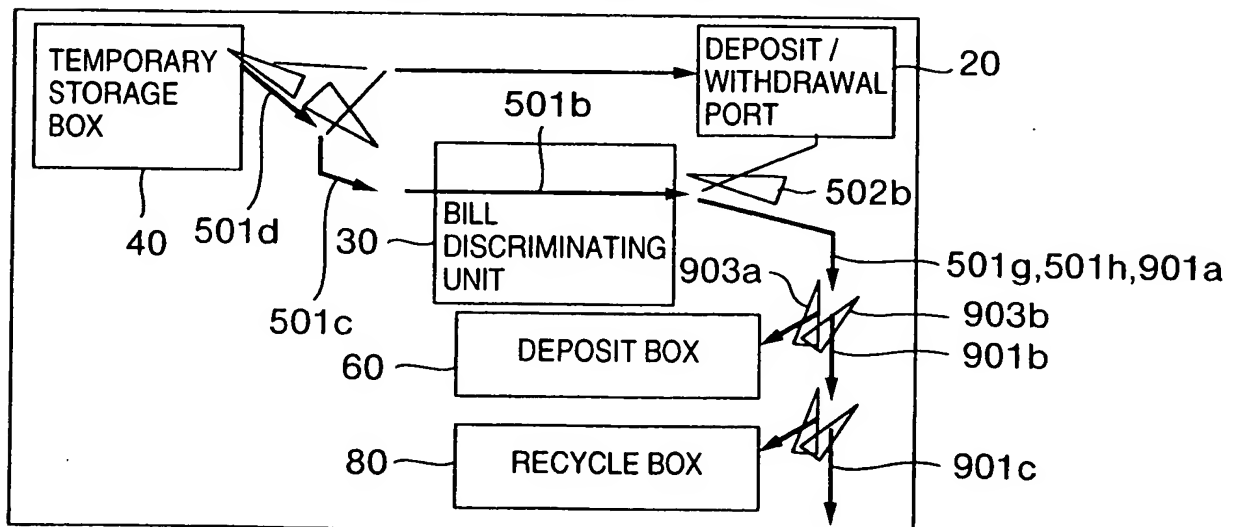 TEMPORARY
STORAGE
BOX
DEPOSIT /
WITHDRAWAL
PORT
20
501b
502b
40
501d
30
BILL
DISCRIMINATING
UNIT
501g,501h,901a
903a
501c
903b
901b
60
DEPOSIT BOX
80
RECYCLE BOX
901c